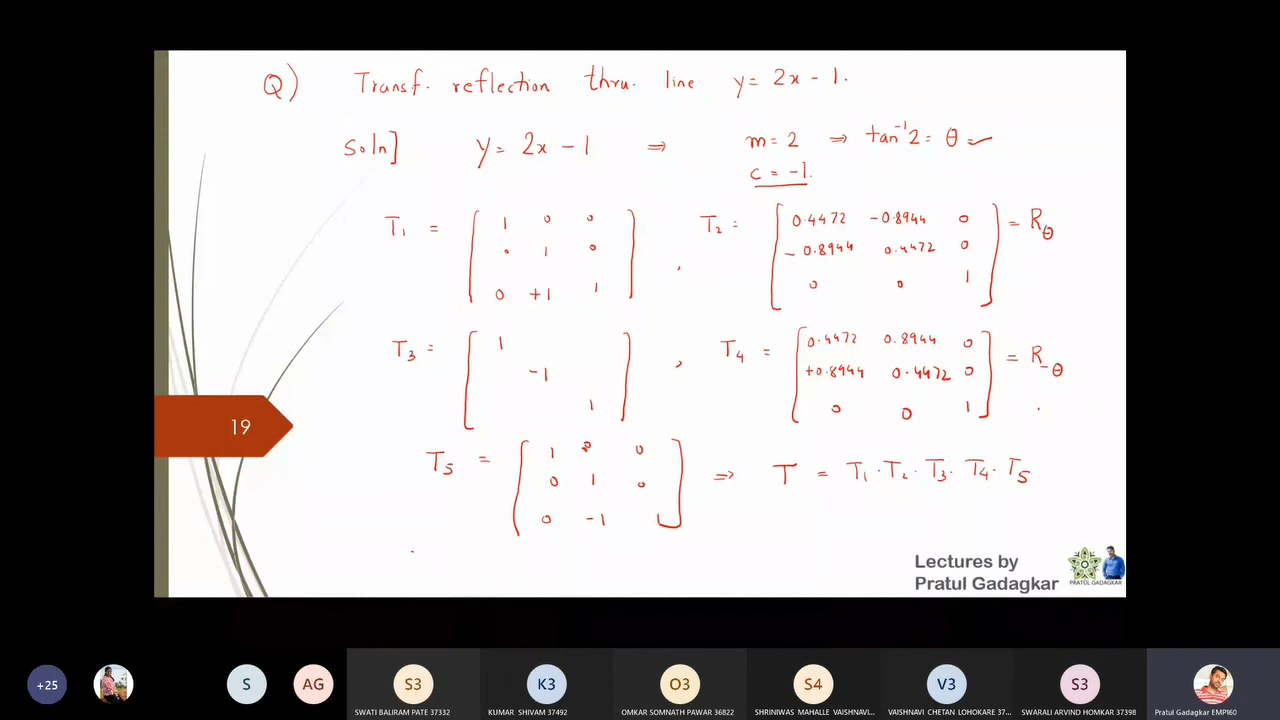 Q) Transf. reflection thru. line y= 2x - 1.
Soln] y= 2x - 1 ⇒ m= 2 ⇒ tan⁻¹2 = θ
c = -1.
T₁ = [ 1 0 0 , T₂ = [ 0.4472 -0.8944 0 ] = Rθ
0 1 0 - 0.8944 0.4472 0
0 +1 1 ] 0 0 1
T₃ = [ 1 , T₄ = [ 0.4472 0.8944 0 ] = R-θ
-1 +0.8944 0.4472 0
1 ] 0 0 1
T₅ = [ 1 0 0 ] ⇒ T = T₁ . T₂ . T₃ . T₄ . T₅
0 1 0
0 -1
19
Lectures by
Pratul Gadagkar
PRATUL GADAGKAR
+25 S AG S3 K3 O3 S4 V3 S3
SWATI BALIRAM PATE 37332 KUMAR SHIVAM 37492 OMKAR SOMNATH PAWAR 36822 SHRINIWAS MAHALLE VAISHNAVI... VAISHNAVI CHETAN LOHOKARE 37... SWARALI ARVIND HOMKAR 37398 Pratul Gadagkar EMP160